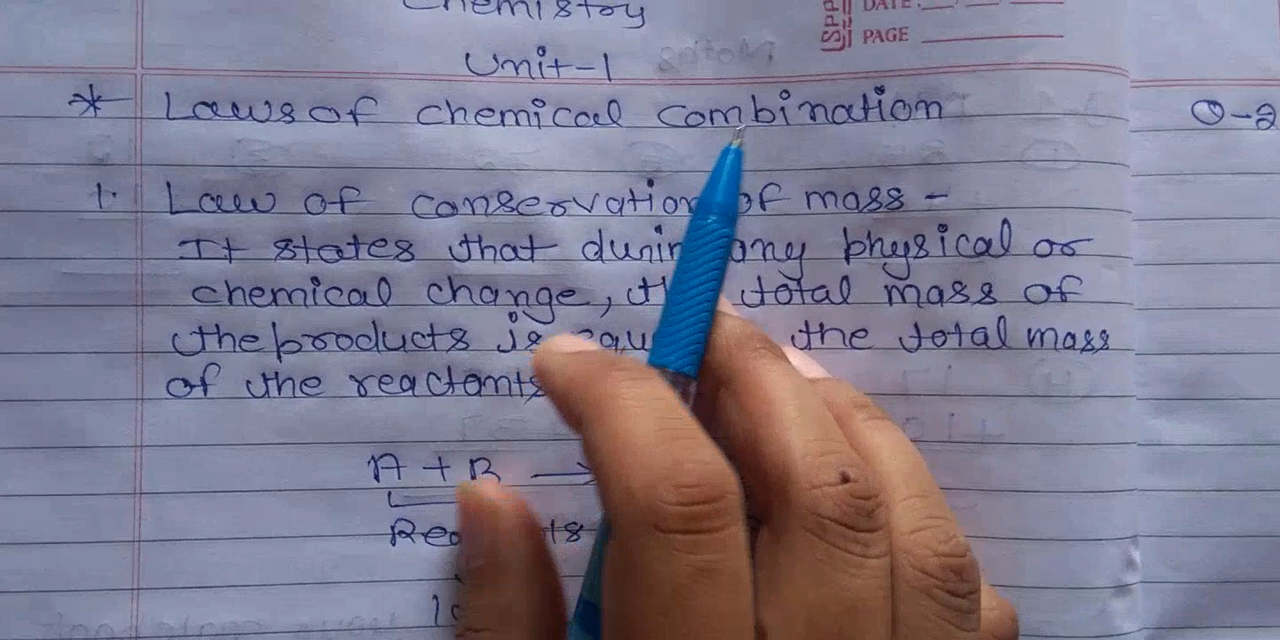 Chemistry
DATE:
PAGE
Unit-1
* Laws of chemical combination
Q-2
1. Law of conservation of mass -
It states that during any physical or
chemical change, total mass of
the products is the total mass
of the reactants
A + B →